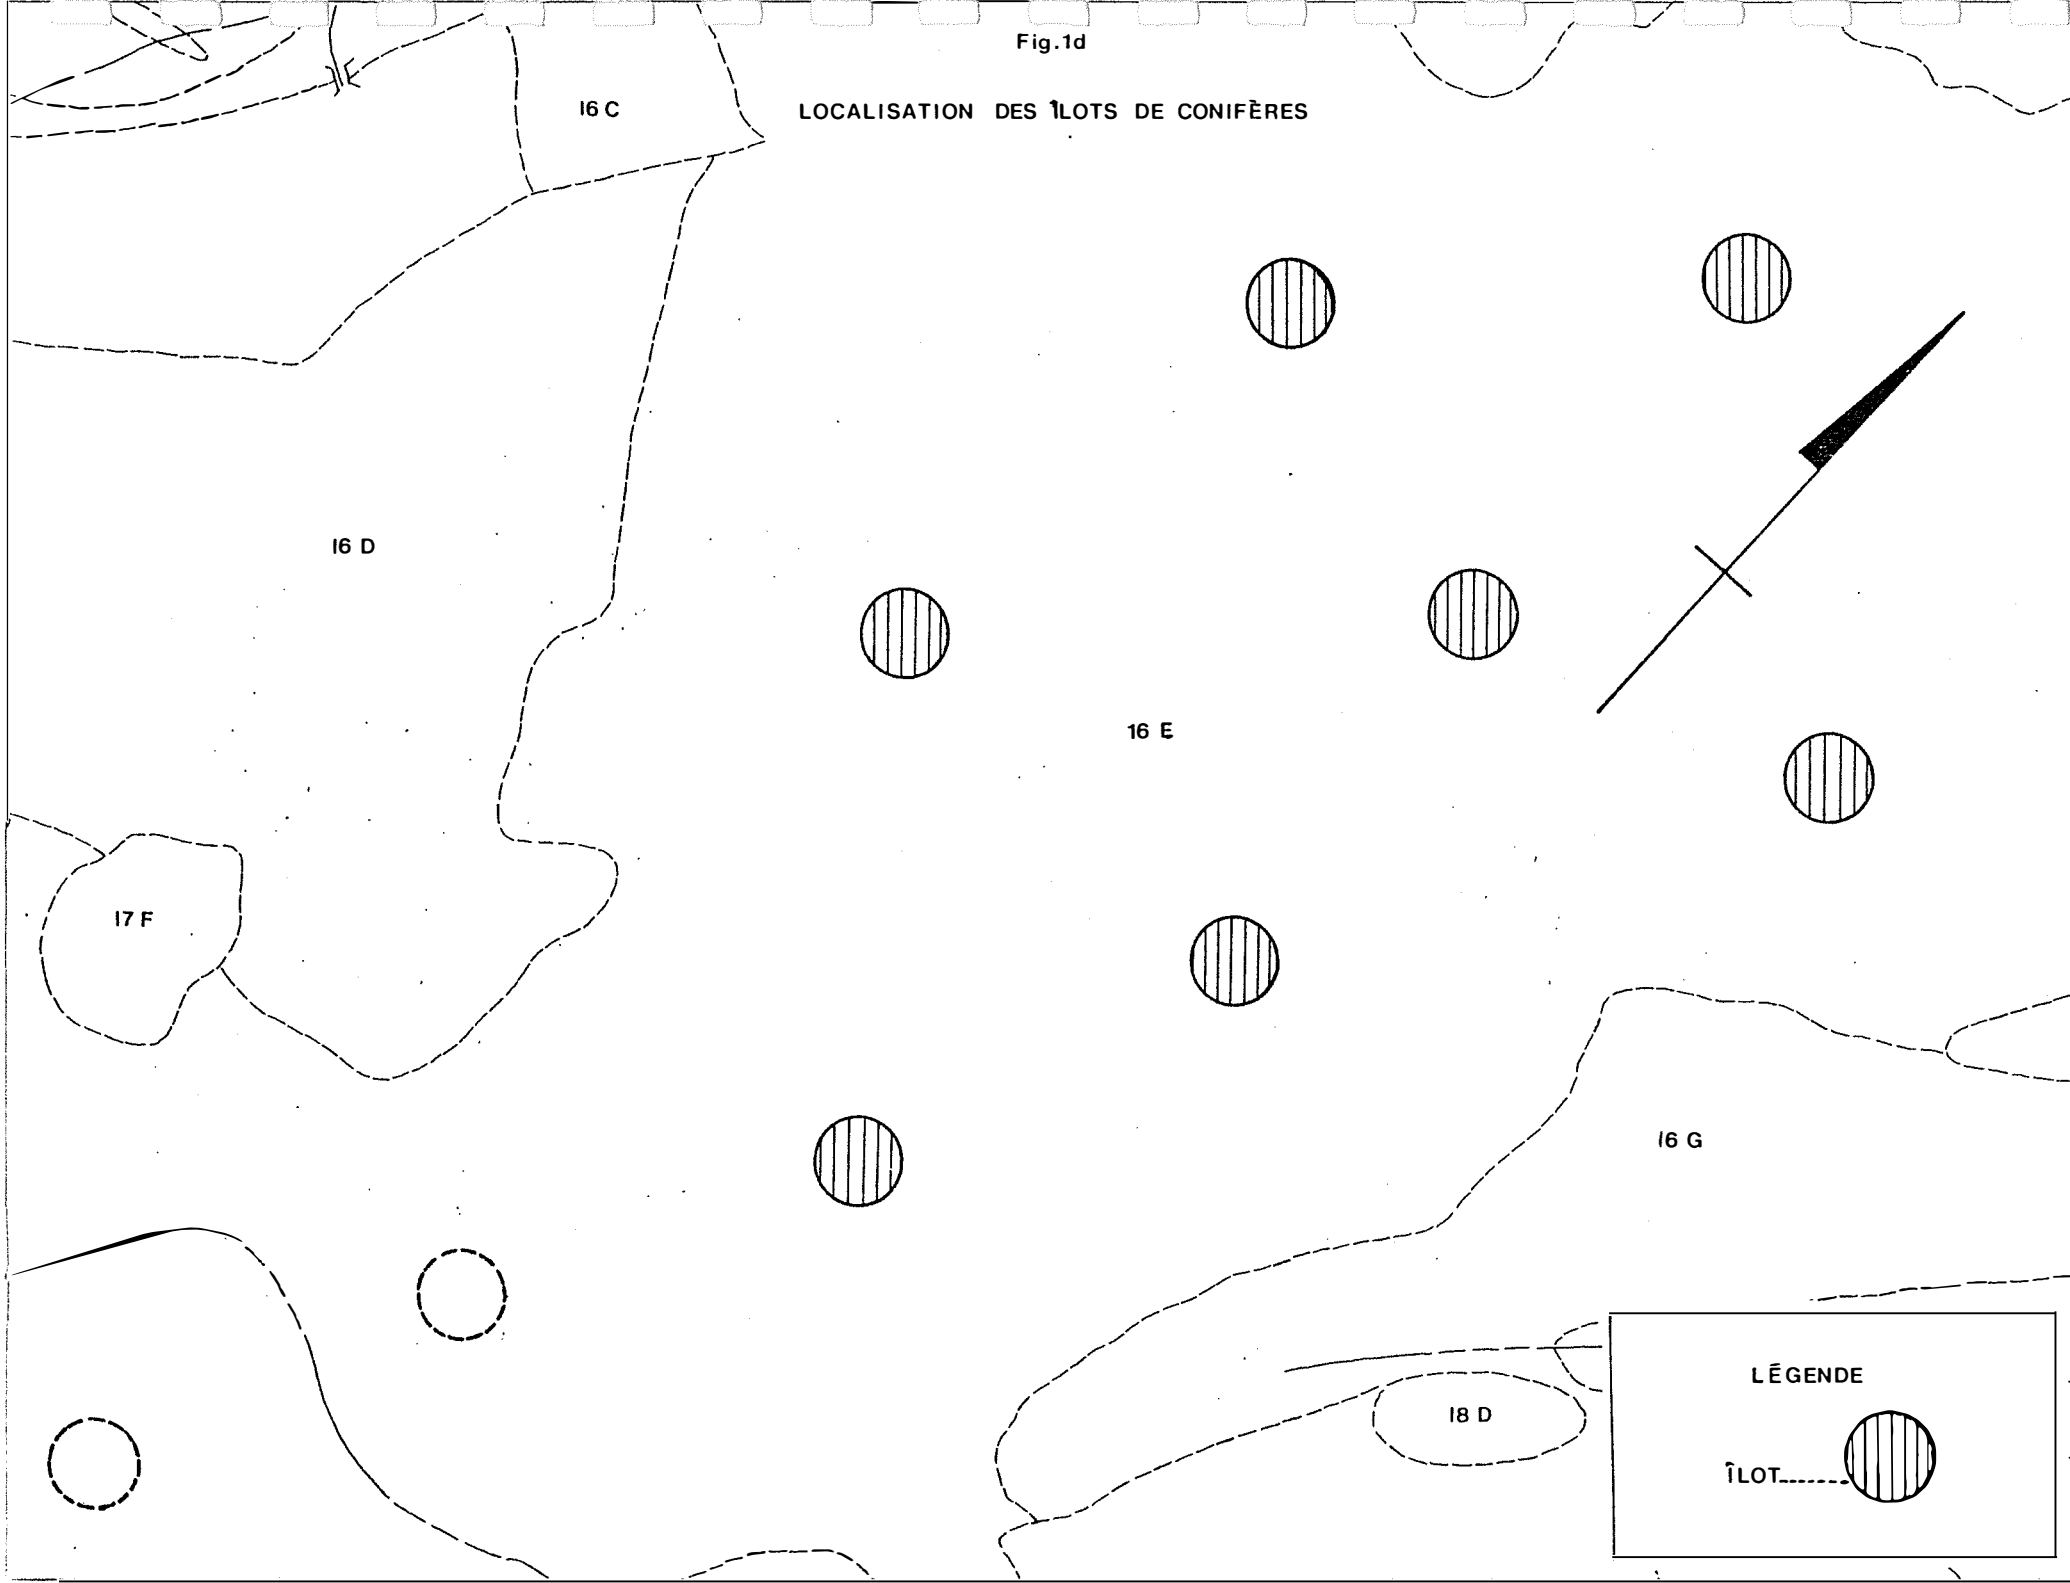 Fig.1d
16 C
LOCALISATION DES ÎLOTS DE CONIFÈRES
16 D
16 E
17 F
16 G
LÉGENDE
18 D
ÎLOT